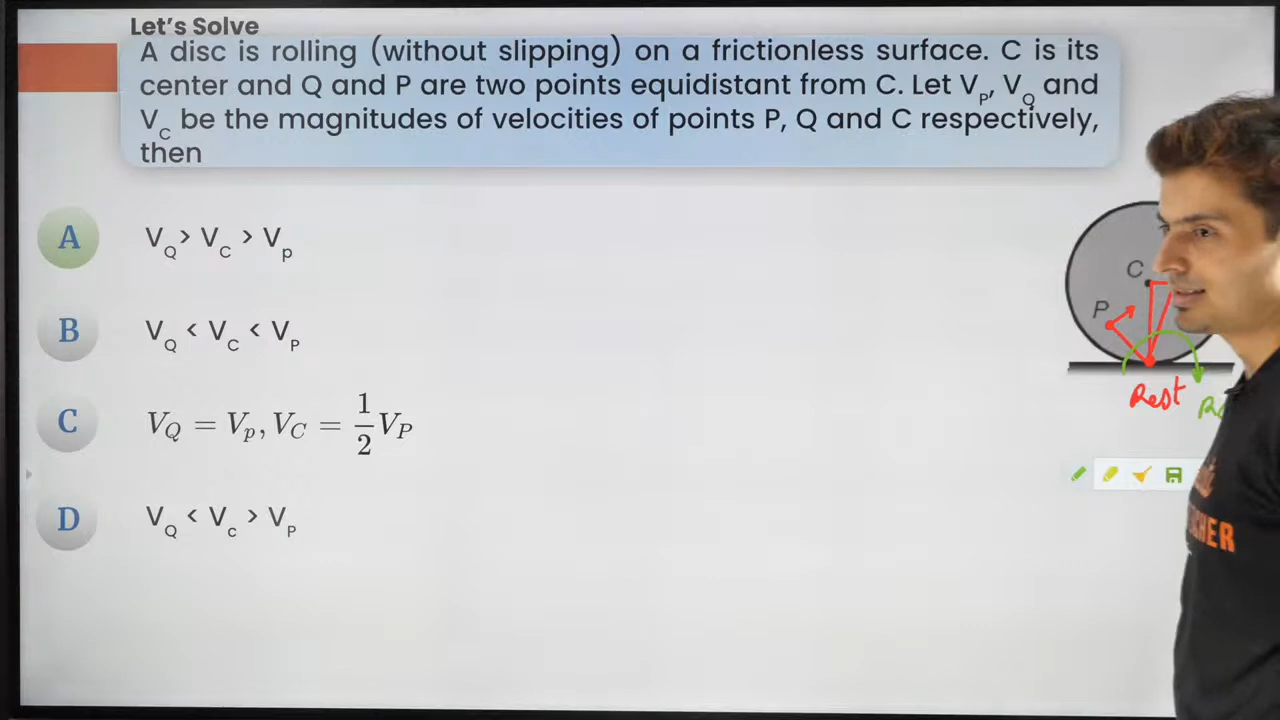 Let's Solve
A disc is rolling (without slipping) on a frictionless surface. C is its
center and Q and P are two points equidistant from C. Let V_P, V_Q and
V_C be the magnitudes of velocities of points P, Q and C respectively,
then
A V_Q > V_C > V_p
B V_Q < V_C < V_P
C V_Q = V_p, V_C = 1/2 V_P
D V_Q < V_c > V_P
C
P
Rest